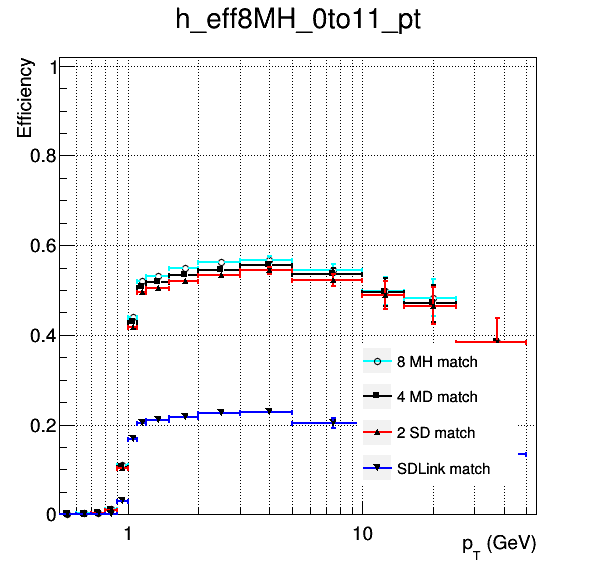 h_eff8MH_0to11_pt
Efficiency
1
0.8
0.6
0.4
0.2
0
8 MH match
4 MD match
2 SD match
SDLink match
1
10
p_T (GeV)